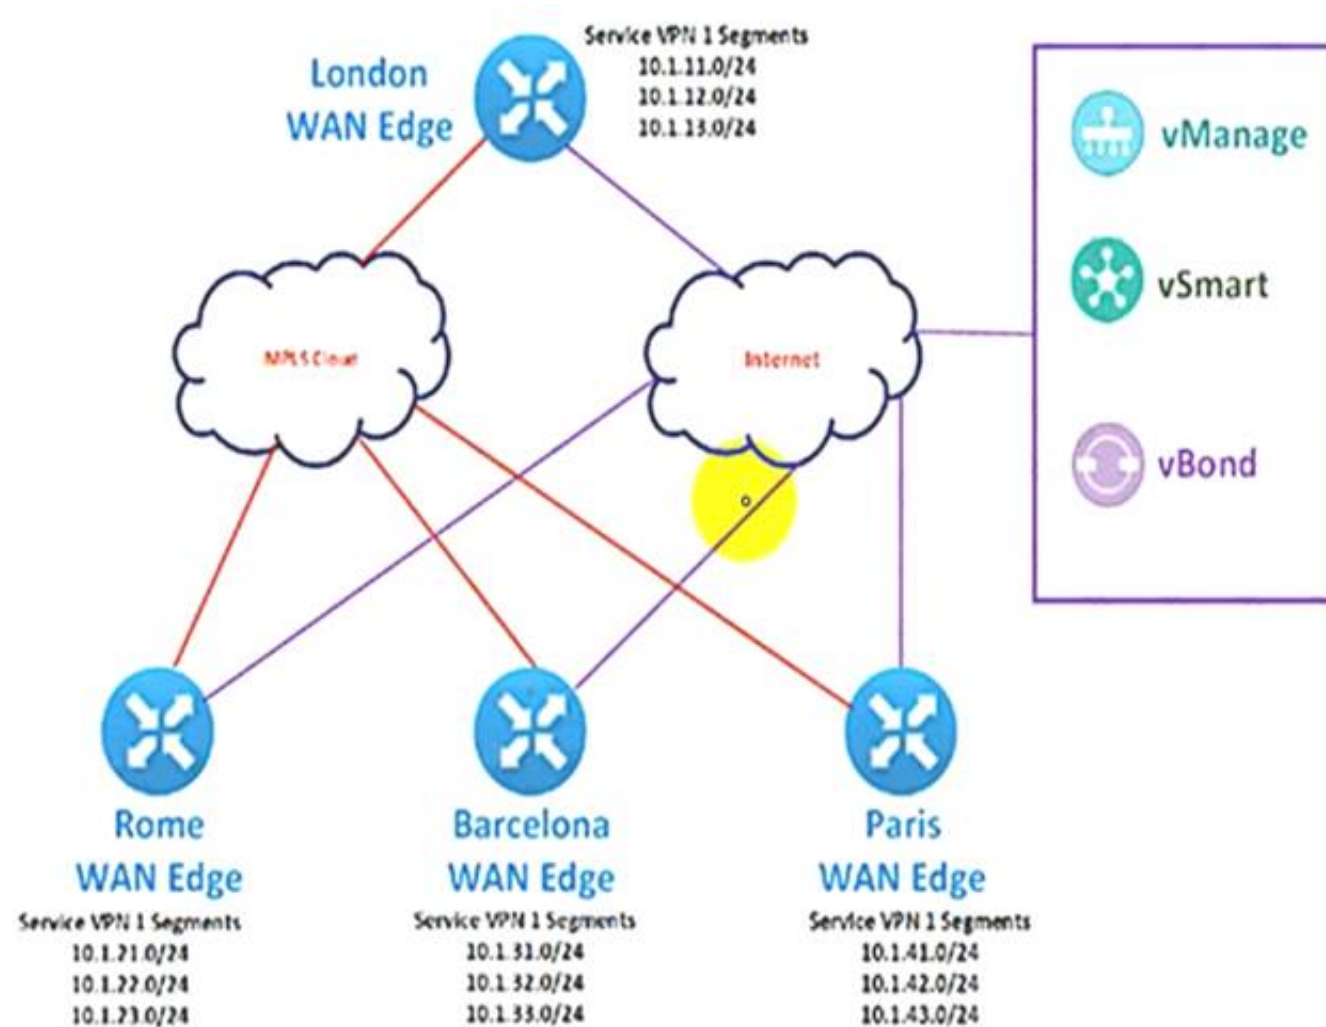 Service VPN 1 Segments
10.1.11.0/24
10.1.12.0/24
10.1.13.0/24
London
WAN Edge
vManage
vSmart
vBond
MPLS Cloud
Internet
Rome
WAN Edge
Service VPN 1 Segments
10.1.21.0/24
10.1.22.0/24
10.1.23.0/24
Barcelona
WAN Edge
Service VPN 1 Segments
10.1.31.0/24
10.1.32.0/24
10.1.33.0/24
Paris
WAN Edge
Service VPN 1 Segments
10.1.41.0/24
10.1.42.0/24
10.1.43.0/24